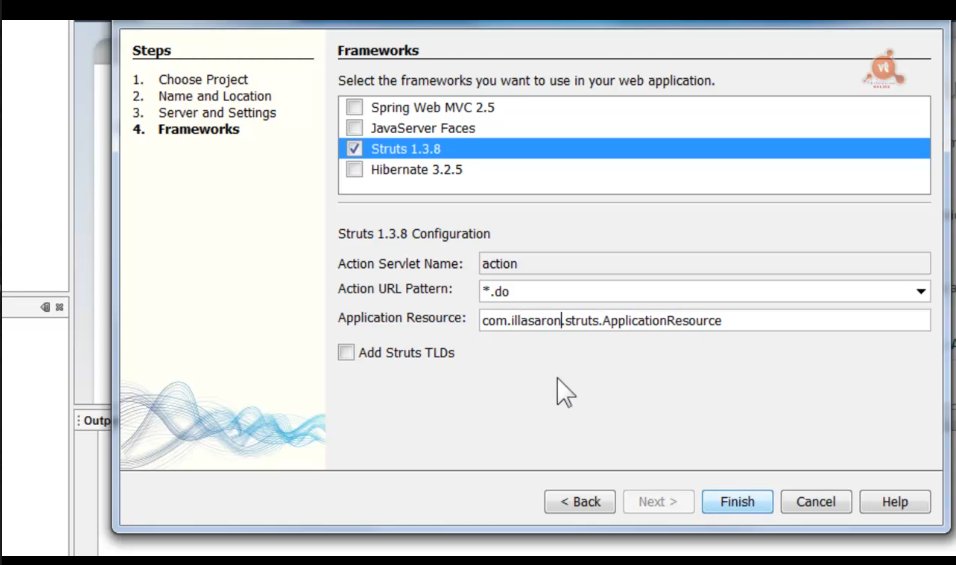 Steps
1. Choose Project
2. Name and Location
3. Server and Settings
4. Frameworks
Frameworks
Select the frameworks you want to use in your web application.
vt
Spring Web MVC 2.5
JavaServer Faces
Struts 1.3.8
Hibernate 3.2.5
Struts 1.3.8 Configuration
Action Servlet Name: action
Action URL Pattern: *.do
Application Resource: com.illasaron.struts.ApplicationResource
Add Struts TLDs
Outp
< Back Next > Finish Cancel Help